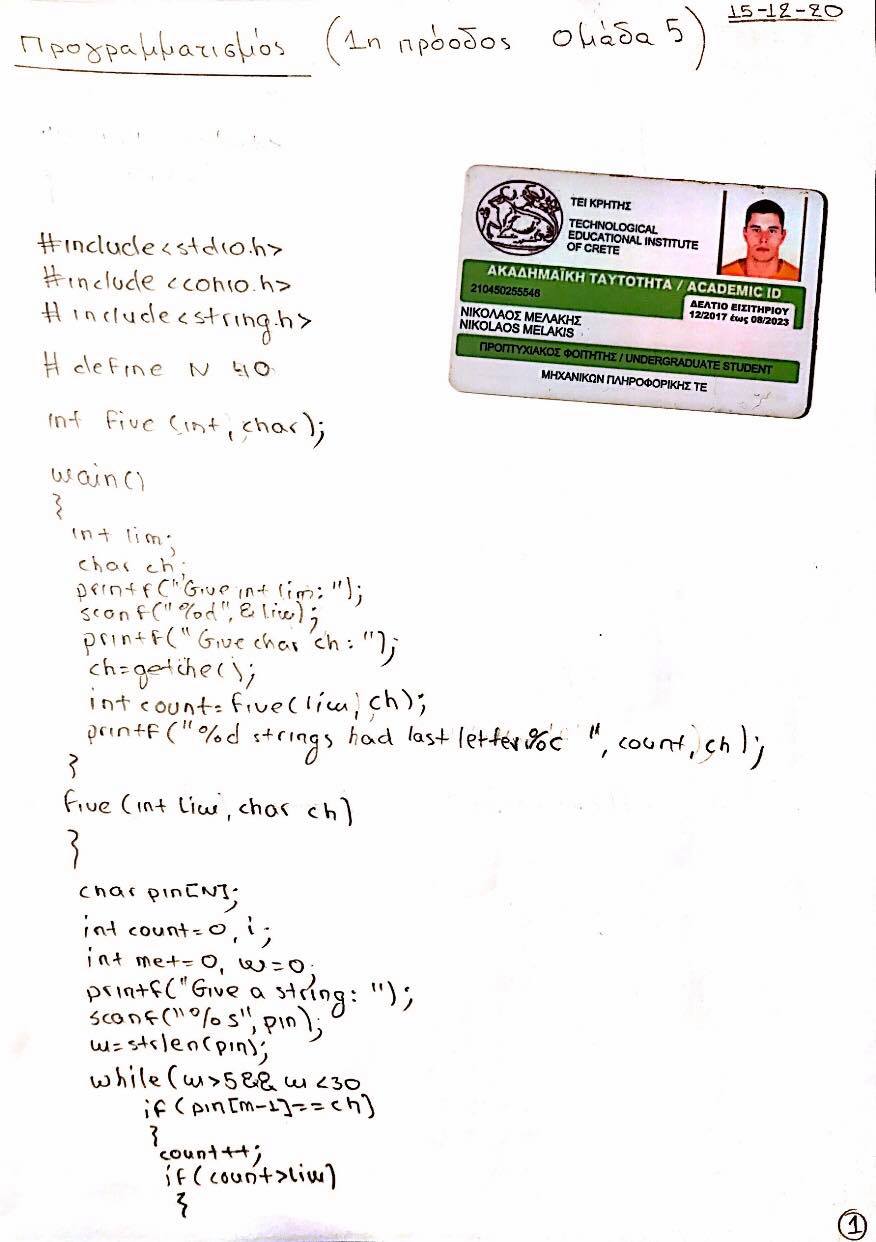 15-12-20
Προγραμματισμός (1η πρόοδος Ομάδα 5)
ΤΕΙ ΚΡΗΤΗΣ
TECHNOLOGICAL
EDUCATIONAL INSTITUTE
OF CRETE
ΑΚΑΔΗΜΑΪΚΗ ΤΑΥΤΟΤΗΤΑ / ACADEMIC ID
210450255546
ΔΕΛΤΙΟ ΕΙΣΙΤΗΡΙΟΥ
12/2017 έως 08/2023
ΝΙΚΟΛΑΟΣ ΜΕΛΑΚΗΣ
NIKOLAOS MELAKIS
ΠΡΟΠΤΥΧΙΑΚΟΣ ΦΟΙΤΗΤΗΣ / UNDERGRADUATE STUDENT
ΜΗΧΑΝΙΚΩΝ ΠΛΗΡΟΦΟΡΙΚΗΣ ΤΕ
#include<stdio.h>
#include <conio.h>
#include<string.h>
#define N 40
int five (int, char);
main()
{
int lim;
char ch;
printf("Give int lim: ");
scanf("%d", & lim);
printf(" Give char ch: ");
ch=getche();
int count= five(lim, ch);
printf("%d strings had last letter %c ", count, ch);
}
five (int lim, char ch)
{
char pin[N];
int count=0, i;
int met=0, m=0;
printf("Give a string: ");
scanf("%s", pin);
m=strlen(pin);
while(m>5 && m<30
if(pin[m-1]==ch)
{
count++;
if(count>lim)
{
1